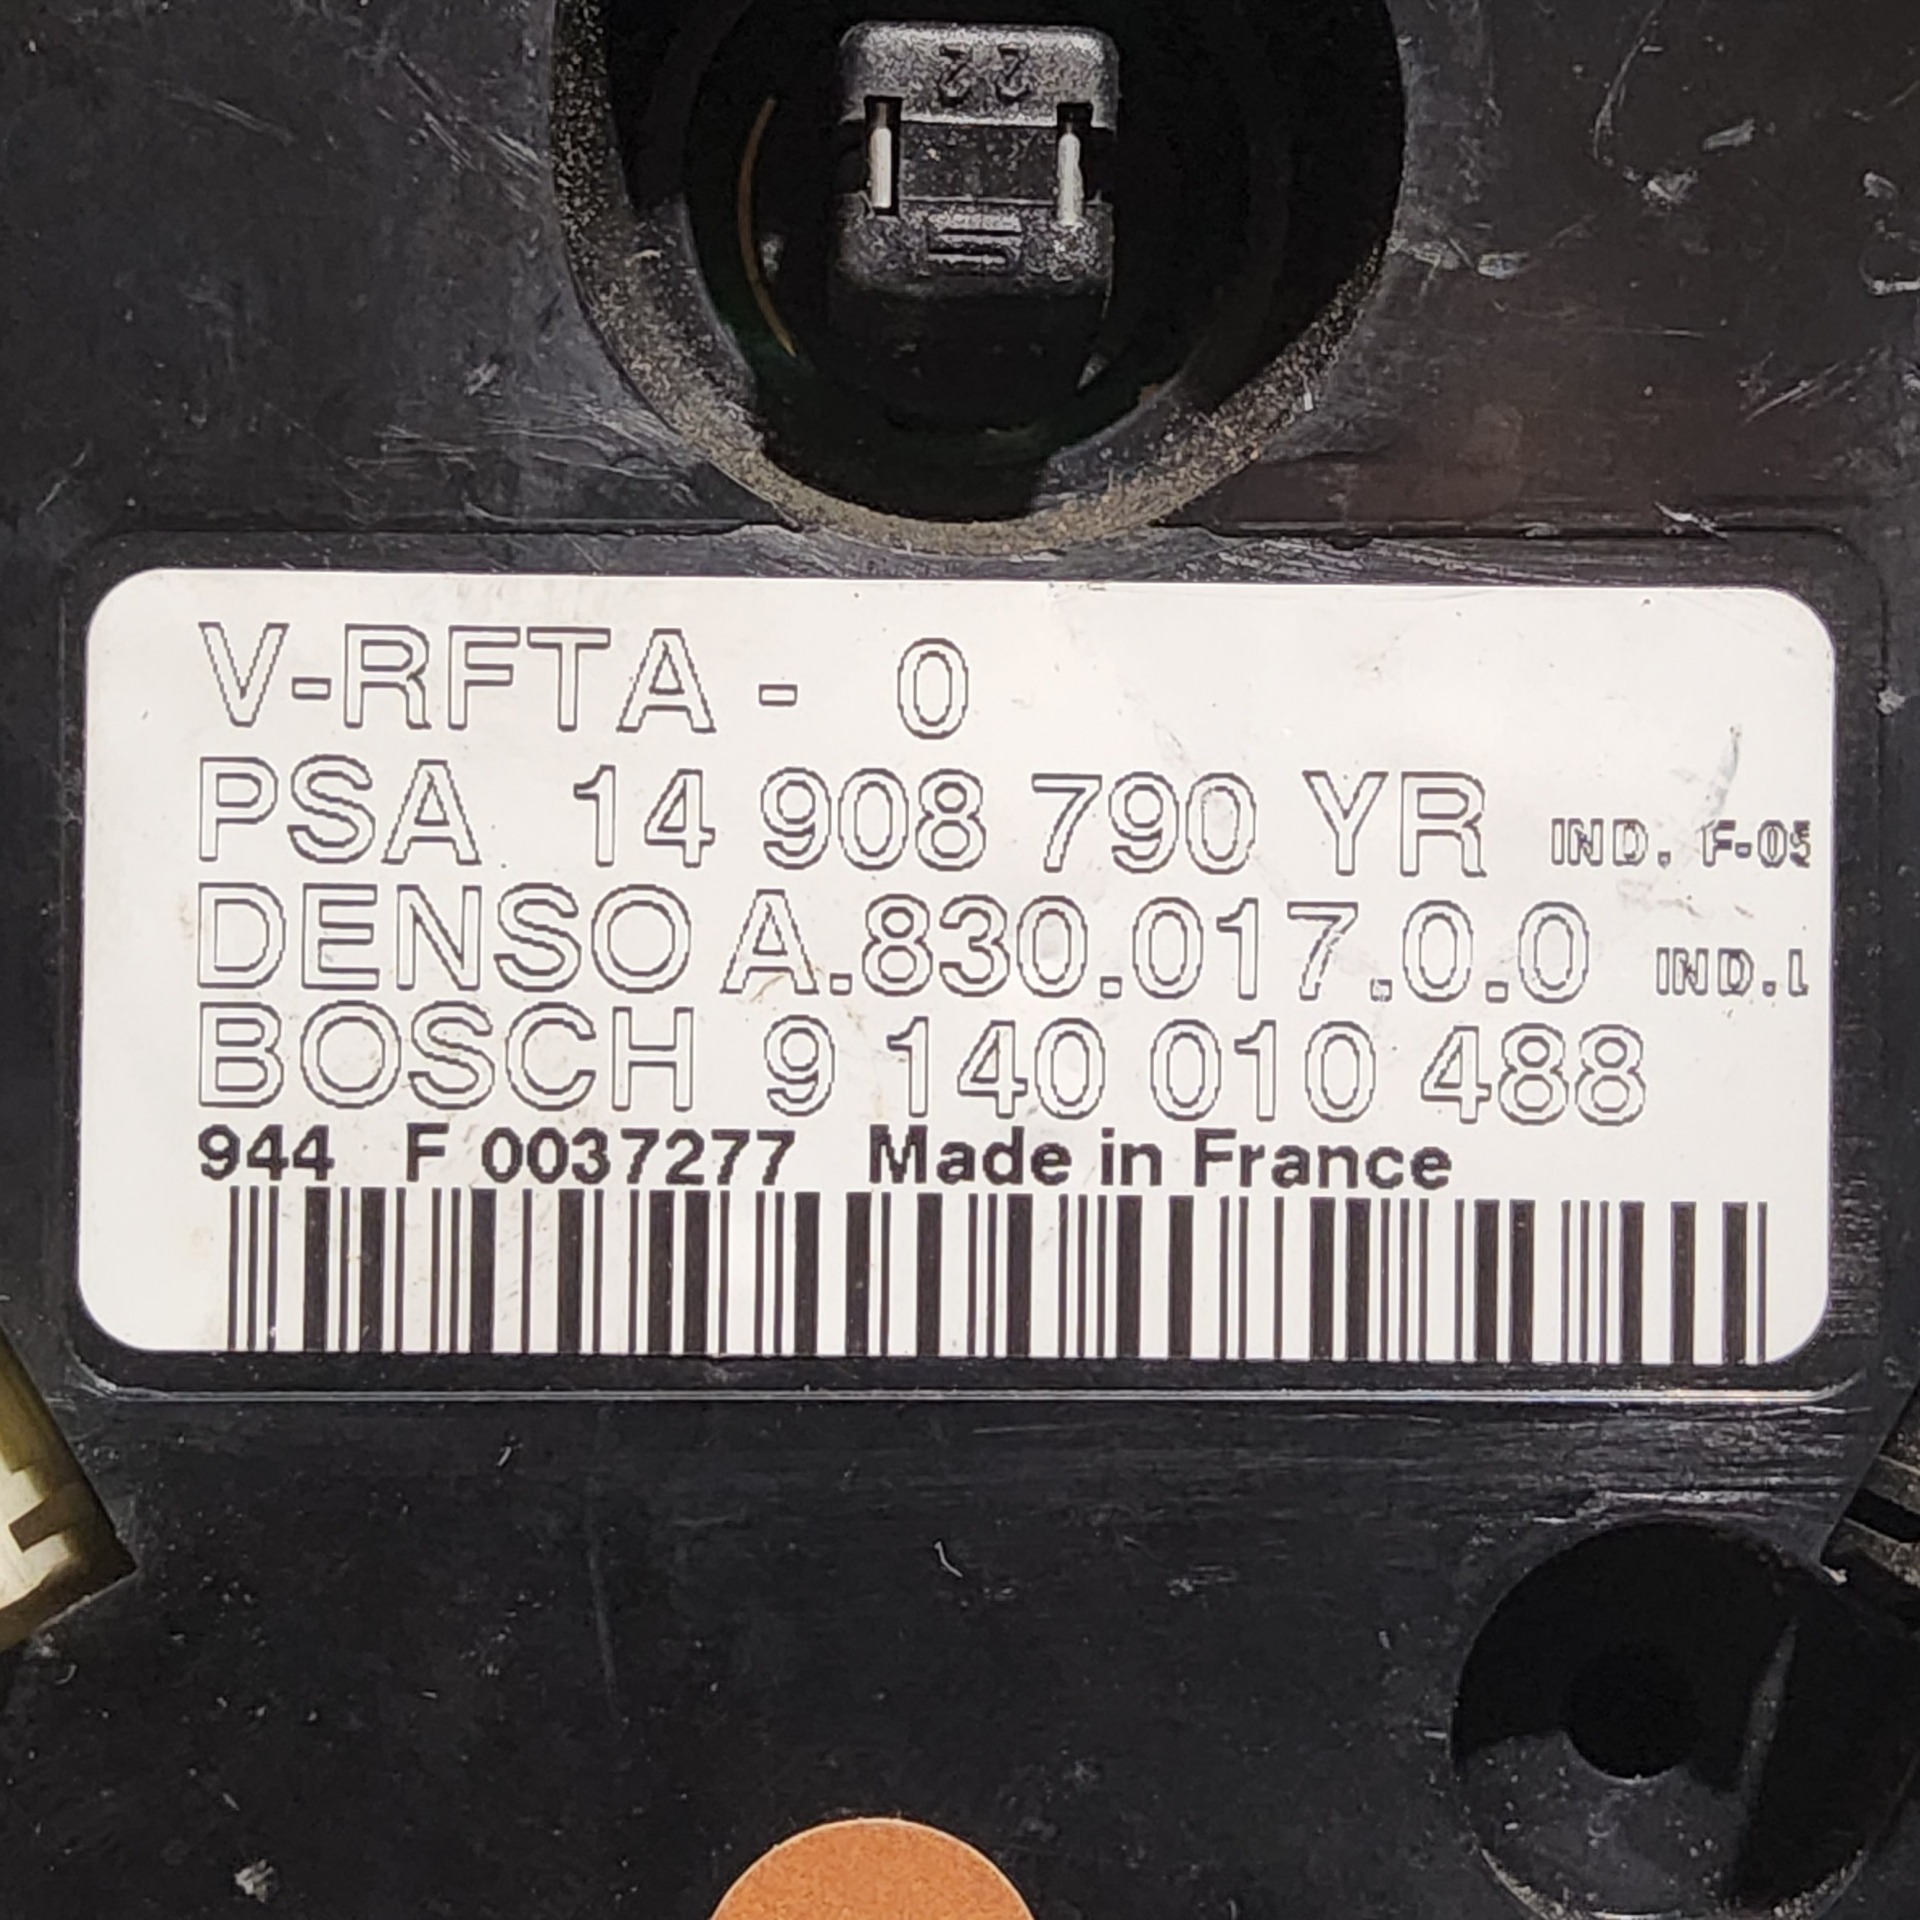 22
V-RFTA - 0
PSA 14 908 790 YR IND. F-05
DENSO A.830.017.0.0 IND.L
BOSCH 9 140 010 488
944 F 0037277 Made in France